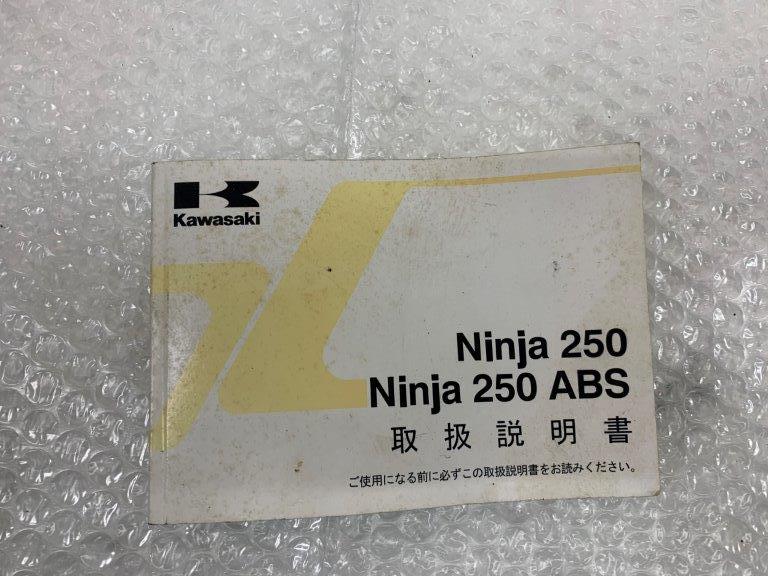 Kawasaki
Ninja 250
Ninja 250 ABS
取扱説明書
ご使用になる前に必ずこの取扱説明書をお読みください。